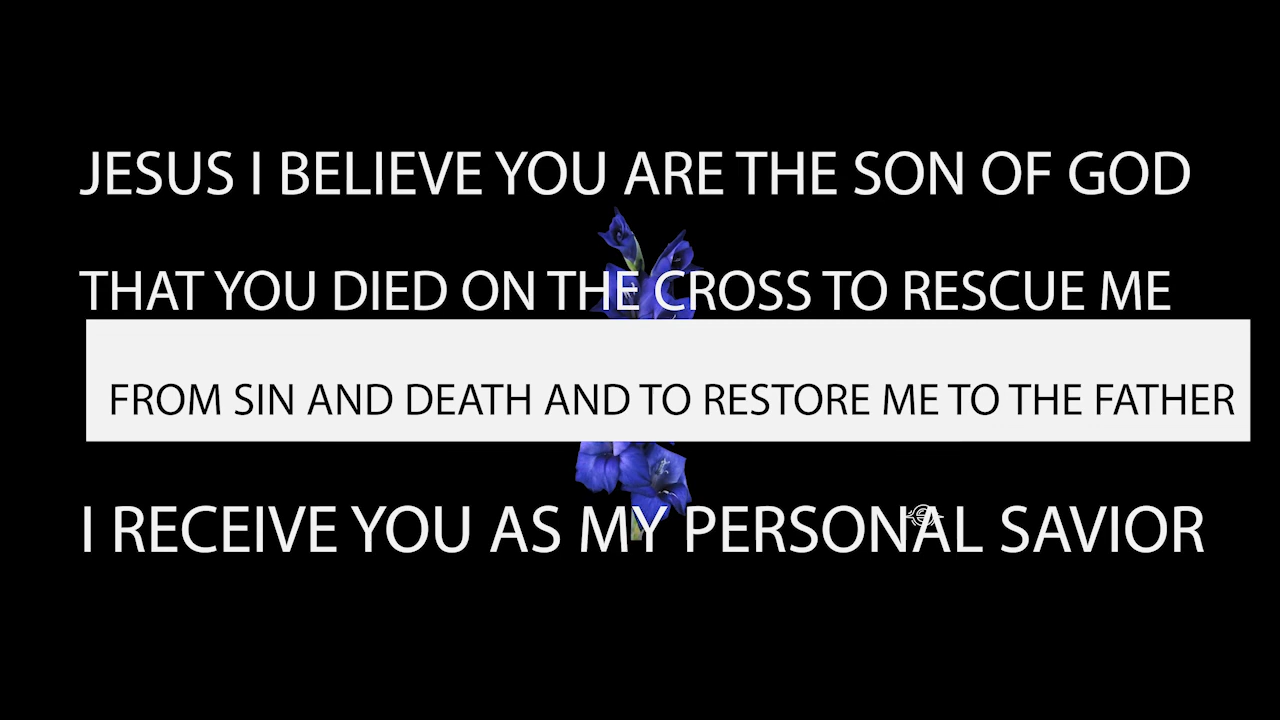 JESUS I BELIEVE YOU ARE THE SON OF GOD
THAT YOU DIED ON THE CROSS TO RESCUE ME
FROM SIN AND DEATH AND TO RESTORE ME TO THE FATHER
I RECEIVE YOU AS MY PERSONAL SAVIOR